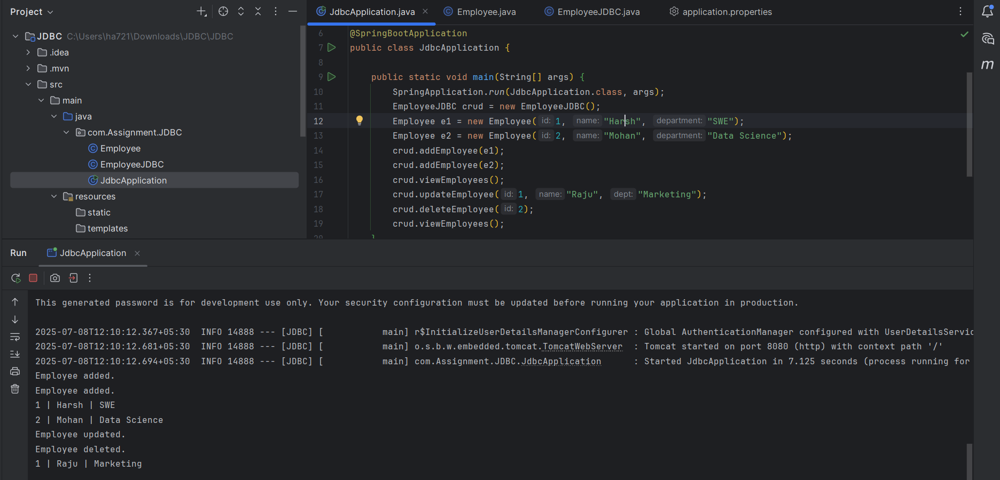 Project
JDBC C:\Users\ha721\Downloads\JDBC\JDBC
.idea
.mvn
src
main
java
com.Assignment.JDBC
Employee
EmployeeJDBC
JdbcApplication
resources
static
templates
JdbcApplication.java
Employee.java
EmployeeJDBC.java
application.properties
6 @SpringBootApplication
7 public class JdbcApplication {
8
9 public static void main(String[] args) {
10 SpringApplication.run(JdbcApplication.class, args);
11 EmployeeJDBC crud = new EmployeeJDBC();
12 Employee e1 = new Employee( id: 1, name: "Harsh", department: "SWE");
13 Employee e2 = new Employee( id: 2, name: "Mohan", department: "Data Science");
14 crud.addEmployee(e1);
15 crud.addEmployee(e2);
16 crud.viewEmployees();
17 crud.updateEmployee( id: 1, name: "Raju", dept: "Marketing");
18 crud.deleteEmployee( id: 2);
19 crud.viewEmployees();
20 }
m
Run JdbcApplication
This generated password is for development use only. Your security configuration must be updated before running your application in production.
2025-07-08T12:10:12.367+05:30 INFO 14888 --- [JDBC] [ main] r$InitializeUserDetailsManagerConfigurer : Global AuthenticationManager configured with UserDetailsServic
2025-07-08T12:10:12.681+05:30 INFO 14888 --- [JDBC] [ main] o.s.b.w.embedded.tomcat.TomcatWebServer : Tomcat started on port 8080 (http) with context path '/'
2025-07-08T12:10:12.694+05:30 INFO 14888 --- [JDBC] [ main] com.Assignment.JDBC.JdbcApplication : Started JdbcApplication in 7.125 seconds (process running for
Employee added.
Employee added.
1 | Harsh | SWE
2 | Mohan | Data Science
Employee updated.
Employee deleted.
1 | Raju | Marketing